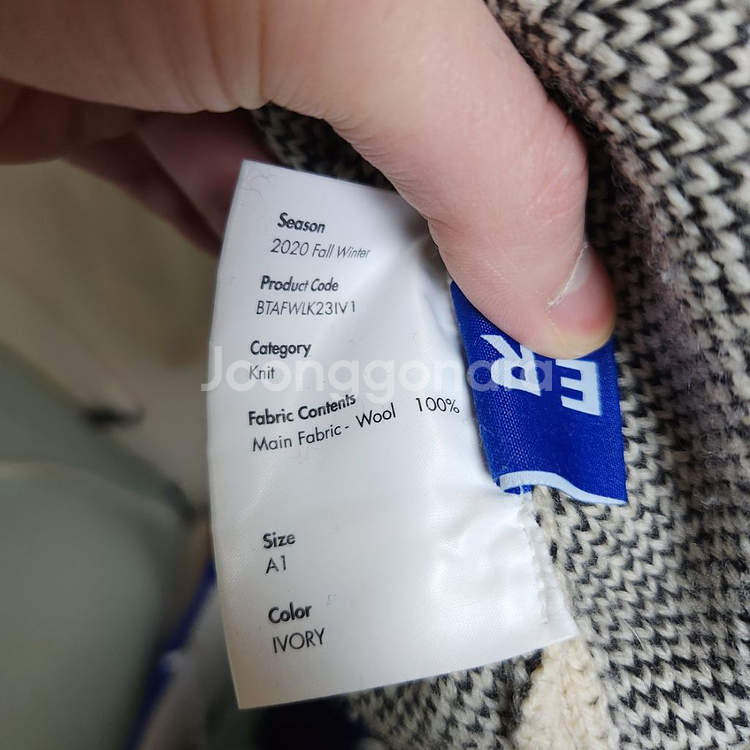 Season
2020 Fall Winter
Product Code
BTAFWLK23IV1
Category
Knit
Fabric Contents
Main Fabric - Wool 100%
Size
A1
Color
IVORY
ER
Joonggonara